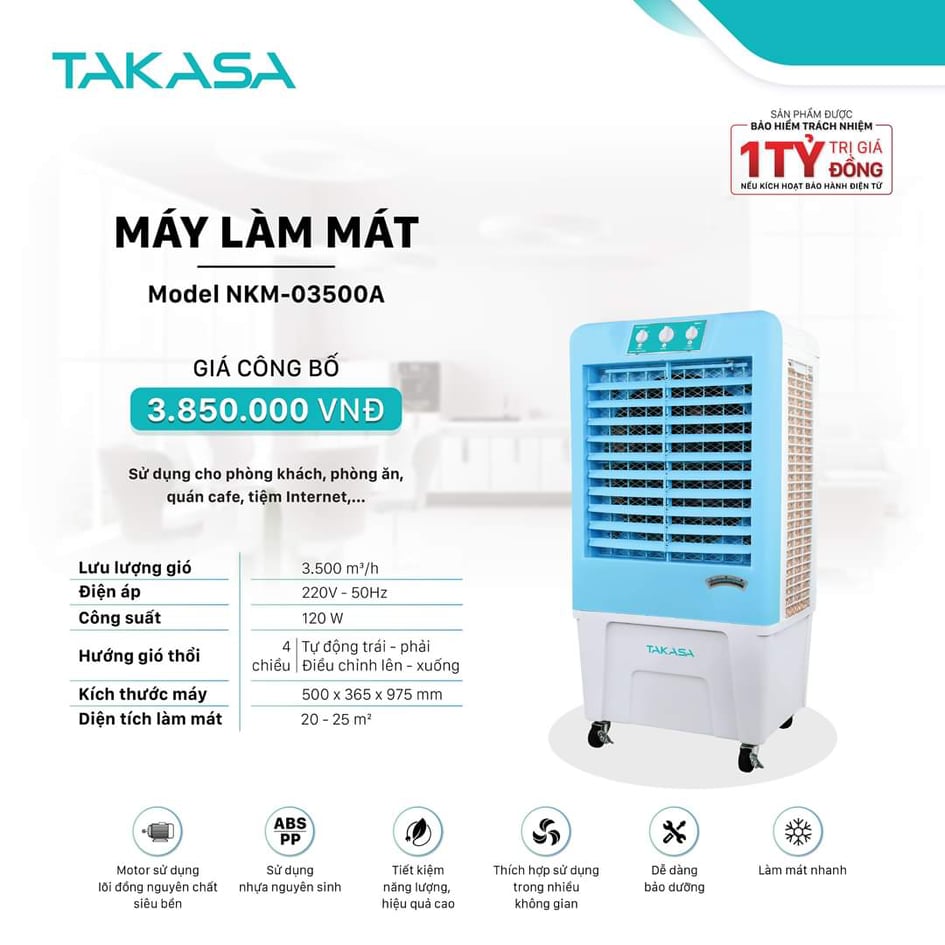 TAKASA
SẢN PHẨM ĐƯỢC
BẢO HIỂM TRÁCH NHIỆM
1 TỶ TRỊ GIÁ
ĐỒNG
NẾU KÍCH HOẠT BẢO HÀNH ĐIỆN TỬ
MÁY LÀM MÁT
Model NKM-03500A
GIÁ CÔNG BỐ
3.850.000 VNĐ
Sử dụng cho phòng khách, phòng ăn,
quán cafe, tiệm Internet,...
Lưu lượng gió 3.500 m³/h
Điện áp 220V - 50Hz
Công suất 120 W
Hướng gió thổi 4 chiều Tự động trái - phải
Điều chỉnh lên - xuống
Kích thước máy 500 x 365 x 975 mm
Diện tích làm mát 20 - 25 m²
TAKASA
Motor sử dụng
lõi đồng nguyên chất
siêu bền
ABS
PP
Sử dụng
nhựa nguyên sinh
Tiết kiệm
năng lượng,
hiệu quả cao
Thích hợp sử dụng
trong nhiều
không gian
Dễ dàng
bảo dưỡng
Làm mát nhanh